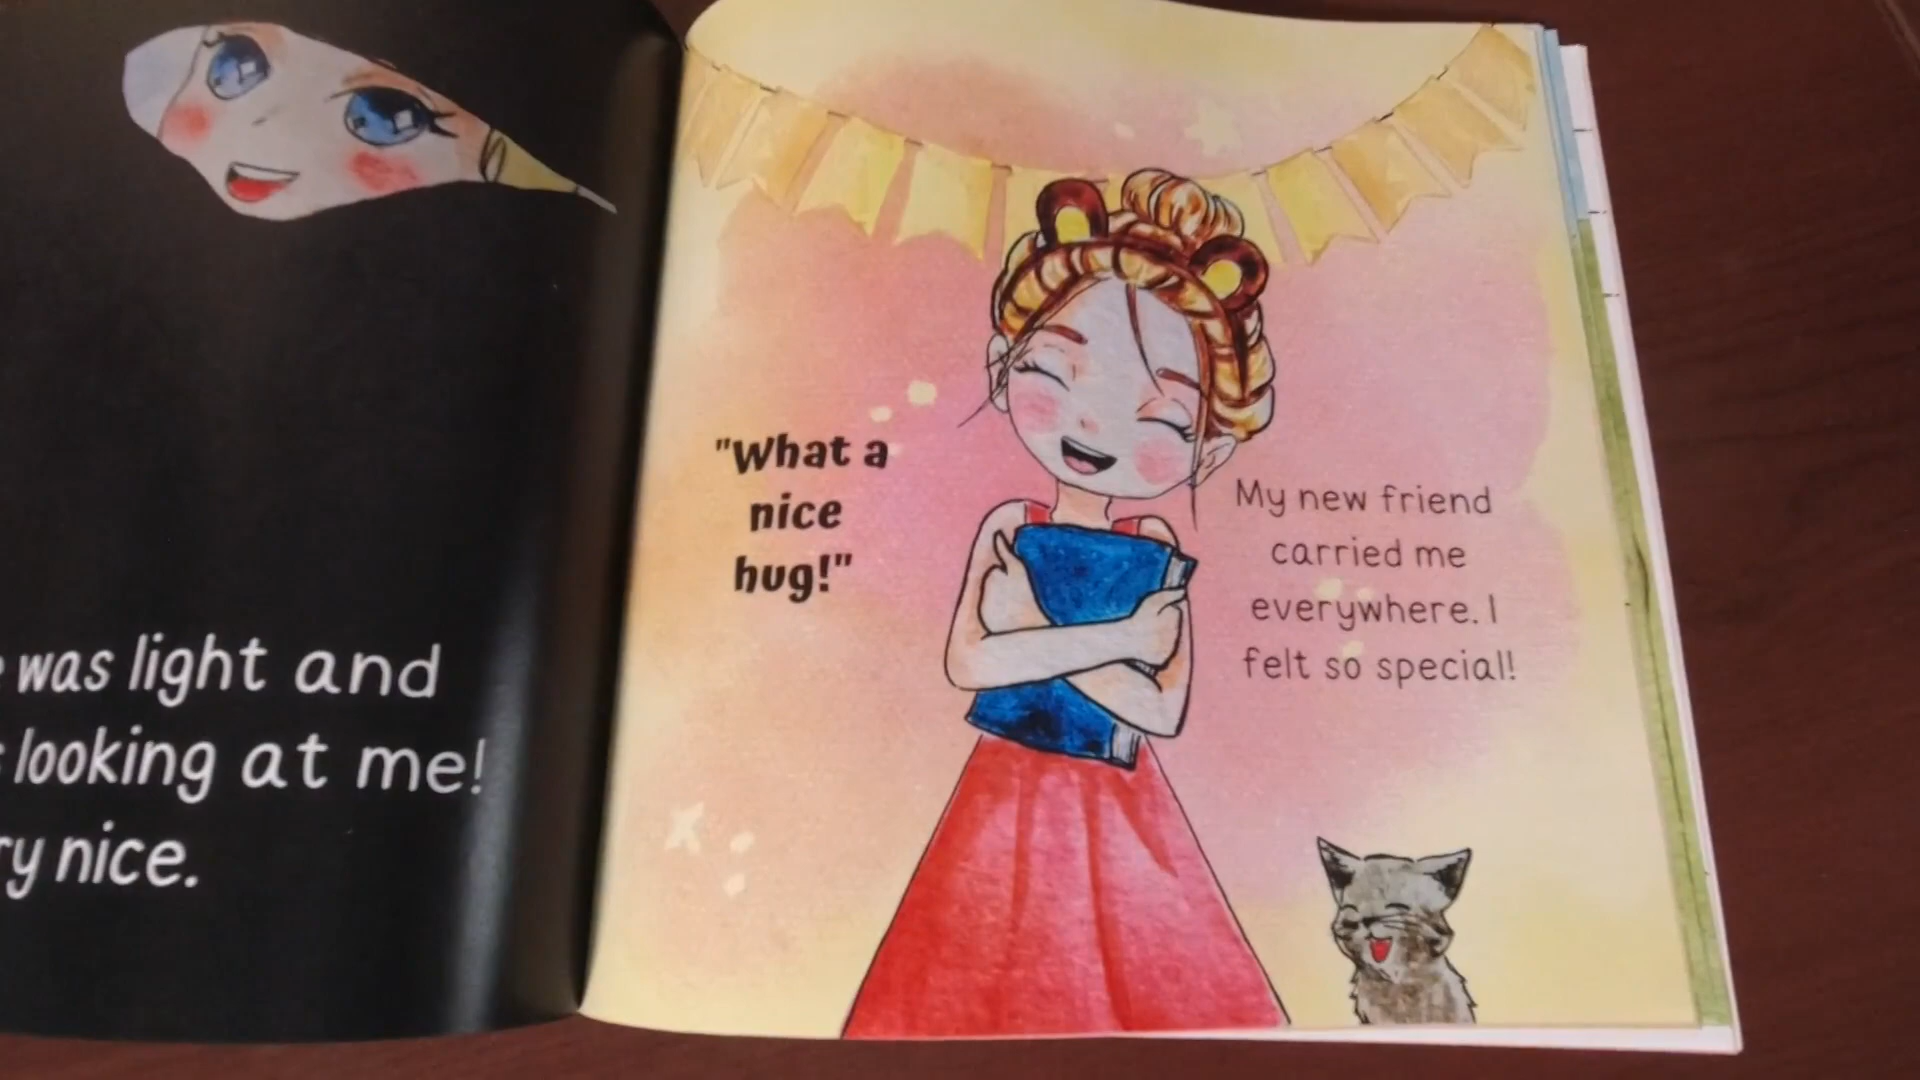 was light and
looking at me!
nice.
"What a
nice
hug!"
My new friend
carried me
everywhere. I
felt so special!